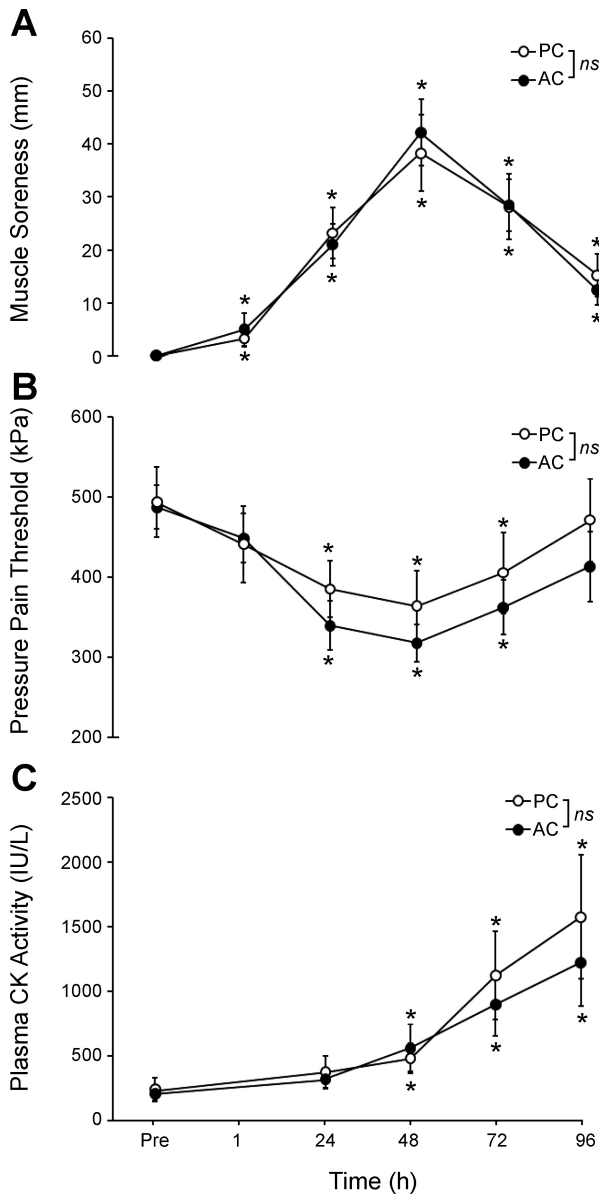 A
Muscle Soreness (mm)
60
50
40
30
20
10
0
PC
AC
ns
*
*
*
*
*
*
*
*
*
*
B
Pressure Pain Threshold (kPa)
600
500
400
300
200
PC
AC
ns
*
*
*
*
*
*
C
Plasma CK Activity (IU/L)
2500
2000
1500
1000
500
0
PC
AC
ns
*
*
*
*
*
*
Pre 1 24 48 72 96
Time (h)